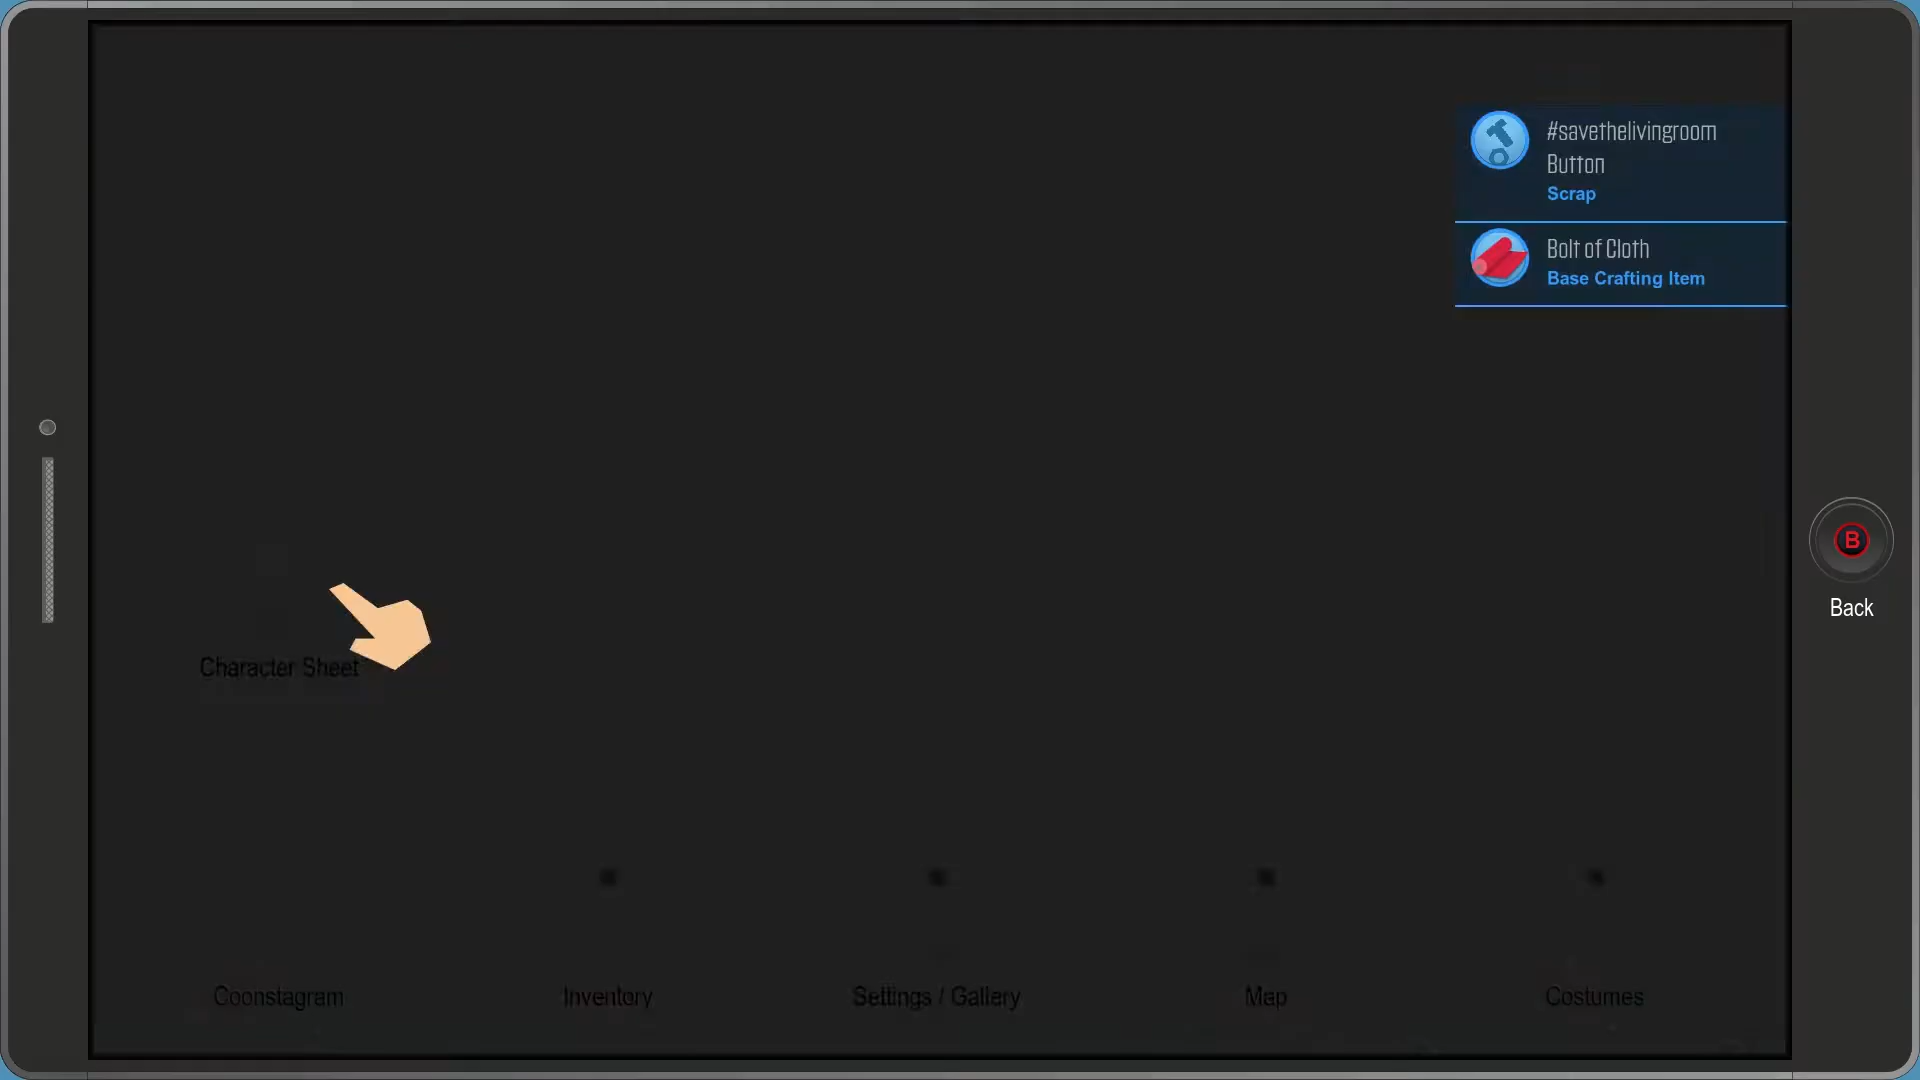 #savethelivingroom
Button
Scrap
Bolt of Cloth
Base Crafting Item
B
Back
Character Sheet
Coonstagram
Inventory
Settings / Gallery
Map
Costumes